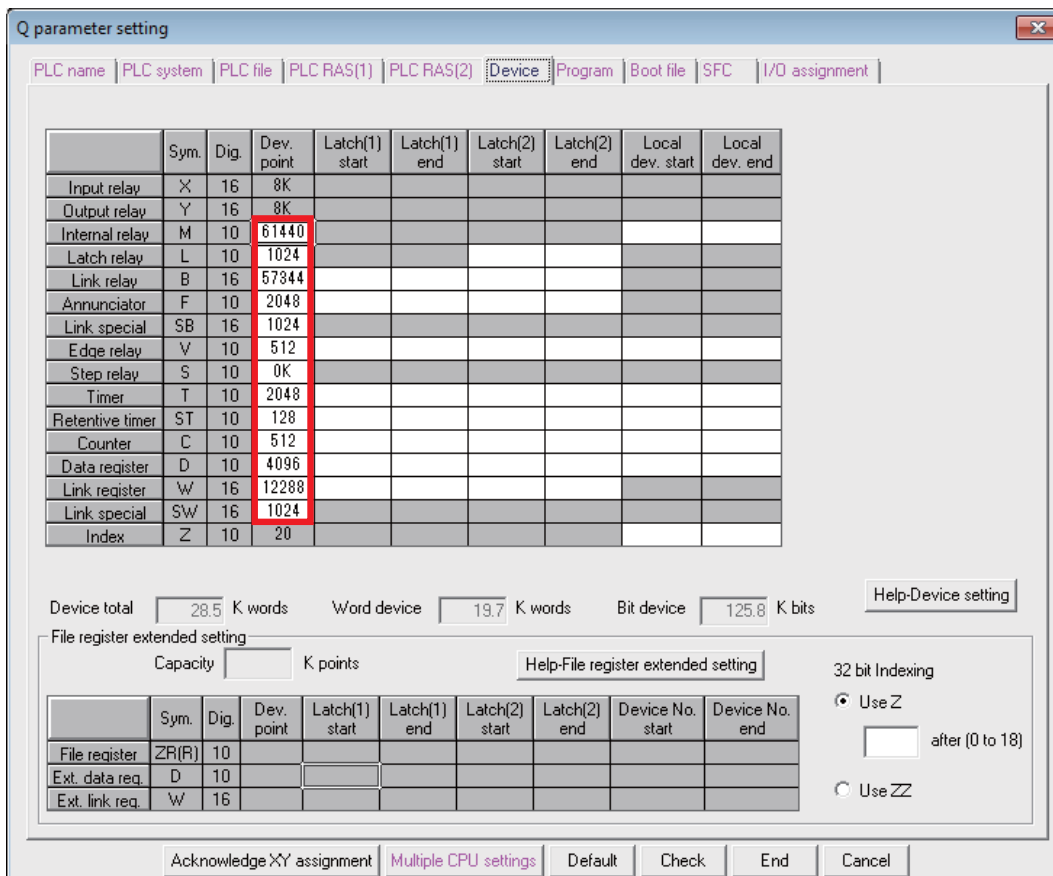 Q parameter setting
PLC name PLC system PLC file PLC RAS(1) PLC RAS(2) Device Program Boot file SFC I/O assignment
Sym. Dig. Dev. point Latch(1) start Latch(1) end Latch(2) start Latch(2) end Local dev. start Local dev. end
Input relay X 16 8K
Output relay Y 16 8K
Internal relay M 10 61440
Latch relay L 10 1024
Link relay B 16 57344
Annunciator F 10 2048
Link special SB 16 1024
Edge relay V 10 512
Step relay S 10 0K
Timer T 10 2048
Retentive timer ST 10 128
Counter C 10 512
Data register D 10 4096
Link register W 16 12288
Link special SW 16 1024
Index Z 10 20
Help-Device setting
Device total 28.5 K words Word device 19.7 K words Bit device 125.8 K bits
File register extended setting
Capacity K points Help-File register extended setting
32 bit Indexing
Use Z
after (0 to 18)
Use ZZ
Sym. Dig. Dev. point Latch(1) start Latch(1) end Latch(2) start Latch(2) end Device No. start Device No. end
File register ZR(R) 10
Ext. data reg. D 10
Ext. link reg. W 16
Acknowledge XY assignment Multiple CPU settings Default Check End Cancel